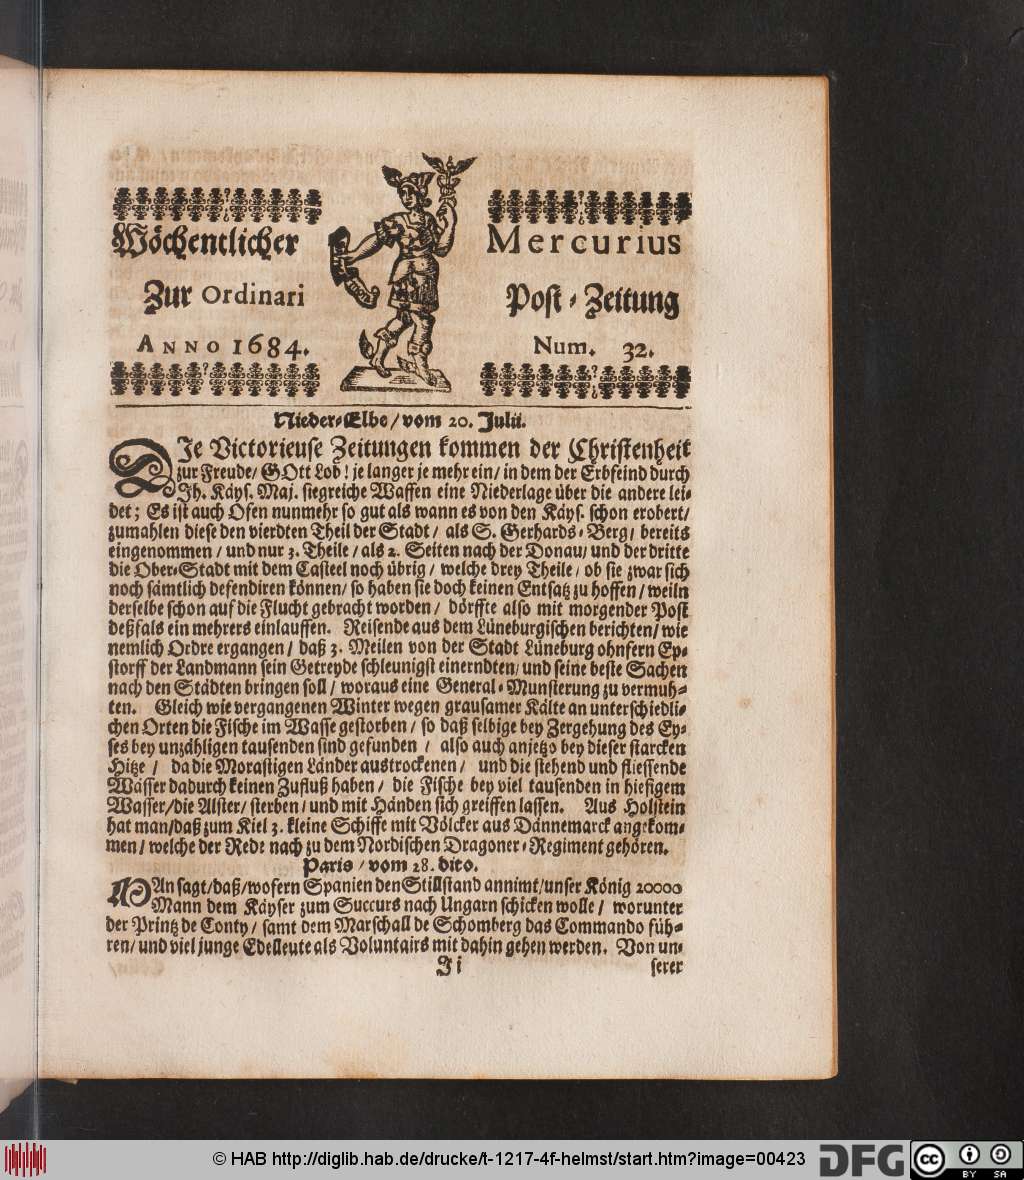 Wöchentlicher Mercurius
Zur Ordinari Post-Zeitung
ANNO 1684. Num. 32.
Nieder-Elbe / vom 20. Julii.
DIe Victorieuse Zeitungen kommen der Christenheit
zur Freude / GOtt Lob! je langer je mehr ein / in dem der Erbfeind durch
Jh. Käys. Maj. siegreiche Waffen eine Niederlage über die andere lei-
det; Es ist auch Ofen nunmehr so gut als wann es von den Käys. schon erobert /
zumahlen diese den vierdten Theil der Stadt / als S. Gerhards-Berg / bereits
eingenommen / und nur 3. Theile / als 2. Seiten nach der Donau / und der dritte
die Ober-Stadt mit dem Casteel noch übrig / welche drey Theile / ob sie zwar sich
noch sämtlich defendiren können / so haben sie doch keinen Entsatz zu hoffen / weiln
derselbe schon auf die Flucht gebracht worden / dörffte also mit morgender Post
deßfals ein mehrers einlauffen. Reisende aus dem Lüneburgischen berichten / wie
nemlich Ordre ergangen / daß 3. Meilen von der Stadt Lüneburg ohnfern Ep-
storff der Landmann sein Getreyde schleunigst einerndten / und seine beste Sachen
nach den Städten bringen soll / woraus eine General-Munsterung zu vermuh-
ten. Gleich wie vergangenen Winter wegen grausamer Kälte an unterschiedli-
chen Orten die Fische im Wasse gestorben / so daß selbige bey Zergehung des Ey-
ses bey unzähligen tausenden sind gefunden / also auch anjetzo bey dieser starcken
Hitze / da die Morastigen Länder austrockenen / und die stehend und fliessende
Wässer dadurch keinen Zufluß haben / die Fische bey viel tausenden in hiesigem
Wasser / die Alster / sterben / und mit Händen sich greiffen lassen. Aus Holstein
hat man / daß zum Kiel 3. kleine Schiffe mit Völcker aus Dännemarck angekom-
men / welche der Rede nach zu dem Nordischen Dragoner-Regiment gehören.
Paris / vom 28. dito.
MAn sagt / daß / wofern Spanien den Stillstand annimt / unser König 20000
Mann dem Käyser zum Succurs nach Ungarn schicken wolle / worunter
der Printz de Conty / samt dem Marschall de Schomberg das Commando füh-
ren / und viel junge Edelleute als Voluntairs mit dahin gehen werden. Von un-
Ji serer
© HAB http://diglib.hab.de/drucke/t-1217-4f-helmst/start.htm?image=00423
DFG
cc BY SA